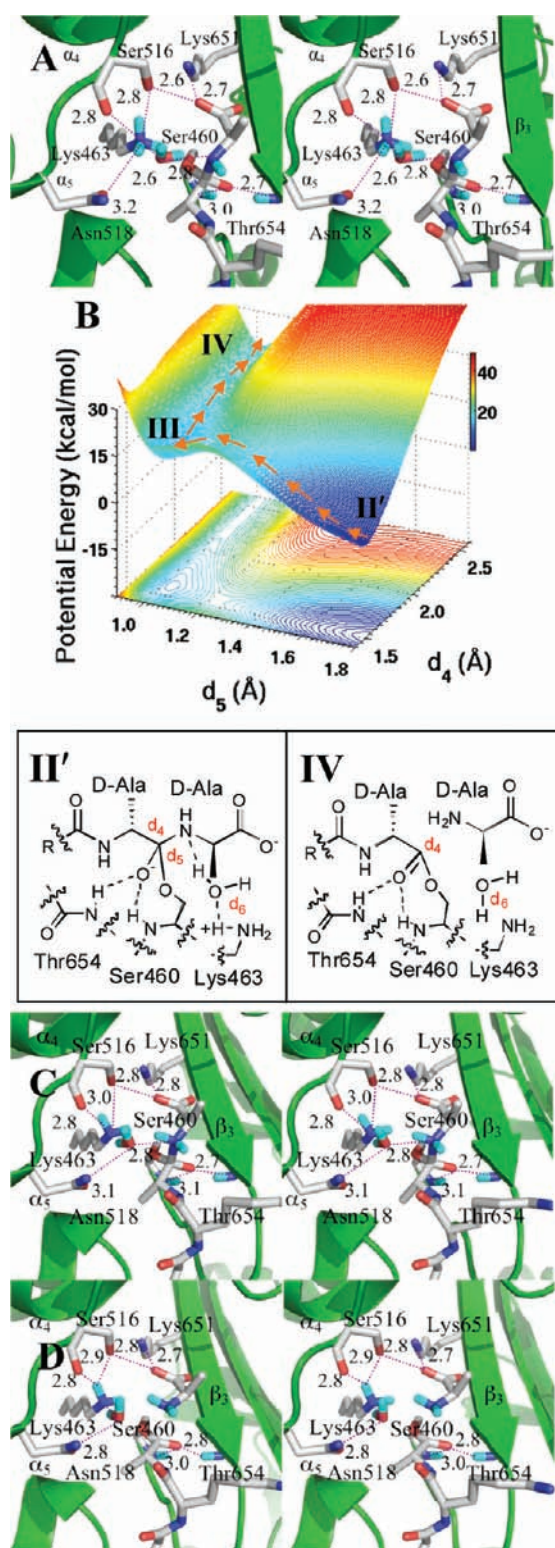 A
α4
Ser516
Lys651
2.6
2.7
2.8
2.8
Lys463
Ser460
β3
α5
2.6
2.8
2.7
3.2
3.0
Asn518
Thr654
Ser516
Lys651
2.6
2.7
2.8
2.8
Lys463
Ser460
β3
α5
2.6
2.8
2.7
3.2
3.0
Asn518
Thr654
B
IV
III
II′
40
20
Potential Energy (kcal/mol)
30
15
0
-15
1.0
1.2
1.4
1.6
1.8
d5 (Å)
1.5
2.0
2.5
d4 (Å)
II′
D-Ala
D-Ala
O
H
N
O
R
N
H
d4
d5
O-
H
O
H
O
H
O
d6
N
H
N
+
H
NH2
O
Thr654
Ser460
Lys463
IV
D-Ala
D-Ala
O
H2N
O
R
N
H
d4
O-
O
O
O
H
d6
H
H
N
H
N
NH2
O
Thr654
Ser460
Lys463
C
α4
Ser516
Lys651
2.8
2.8
3.0
2.8
Ser460
β3
Lys463
2.8
2.7
α5
3.1
3.1
Asn518
Thr654
α4
Ser516
Lys651
2.8
2.8
3.0
2.8
Ser460
β3
Lys463
2.8
2.7
α5
3.1
3.1
Asn518
Thr654
D
α4
Ser516
Lys651
2.8
2.7
2.9
2.8
β3
Lys463
Ser460
α5
2.8
2.8
Asn518
3.0
Thr654
α4
Ser516
Lys651
2.8
2.7
2.9
2.8
β3
Lys463
Ser460
α5
2.8
2.8
Asn518
3.0
Thr654